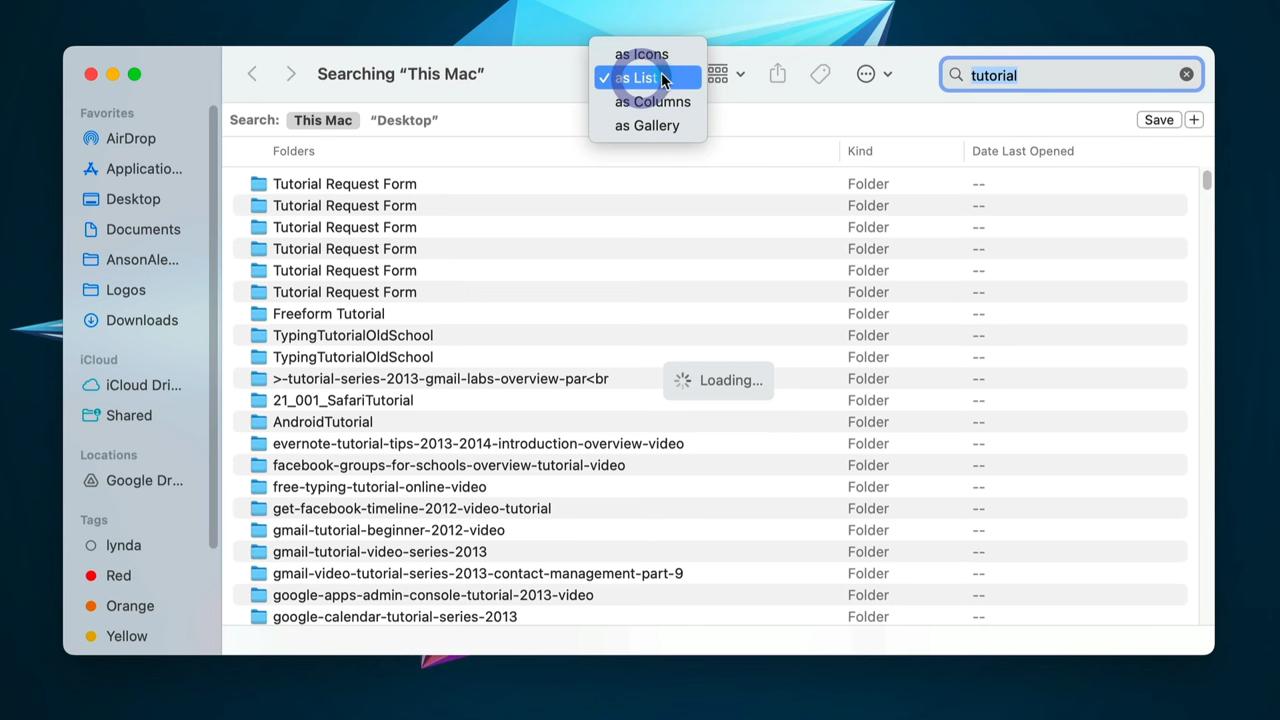 as Icons
Searching “This Mac”
✓ as List
tutorial
as Columns
as Gallery
Search: This Mac “Desktop” Save +
Folders Kind Date Last Opened
Favorites
AirDrop
Applicatio...
Desktop
Documents
AnsonAle...
Logos
Downloads
iCloud
iCloud Dri...
Shared
Locations
Google Dr...
Tags
lynda
Red
Orange
Yellow
Tutorial Request Form Folder --
Tutorial Request Form Folder --
Tutorial Request Form Folder --
Tutorial Request Form Folder --
Tutorial Request Form Folder --
Tutorial Request Form Folder --
Freeform Tutorial Folder --
TypingTutorialOldSchool Folder --
TypingTutorialOldSchool Folder --
>-tutorial-series-2013-gmail-labs-overview-par<br Folder --
Loading...
21_001_SafariTutorial Folder --
AndroidTutorial Folder --
evernote-tutorial-tips-2013-2014-introduction-overview-video Folder --
facebook-groups-for-schools-overview-tutorial-video Folder --
free-typing-tutorial-online-video Folder --
get-facebook-timeline-2012-video-tutorial Folder --
gmail-tutorial-beginner-2012-video Folder --
gmail-tutorial-video-series-2013 Folder --
gmail-video-tutorial-series-2013-contact-management-part-9 Folder --
google-apps-admin-console-tutorial-2013-video Folder --
google-calendar-tutorial-series-2013 Folder --